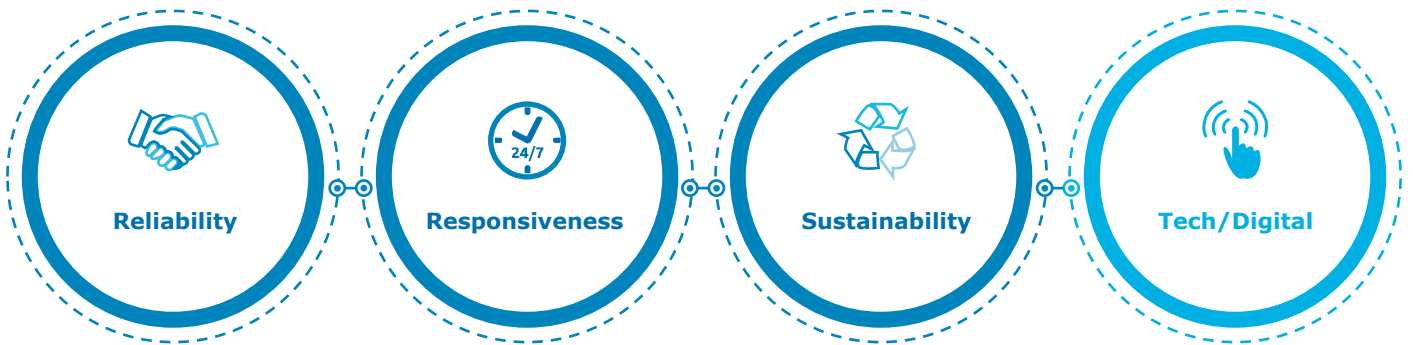 24/7
Reliability
Responsiveness
Sustainability
Tech/Digital